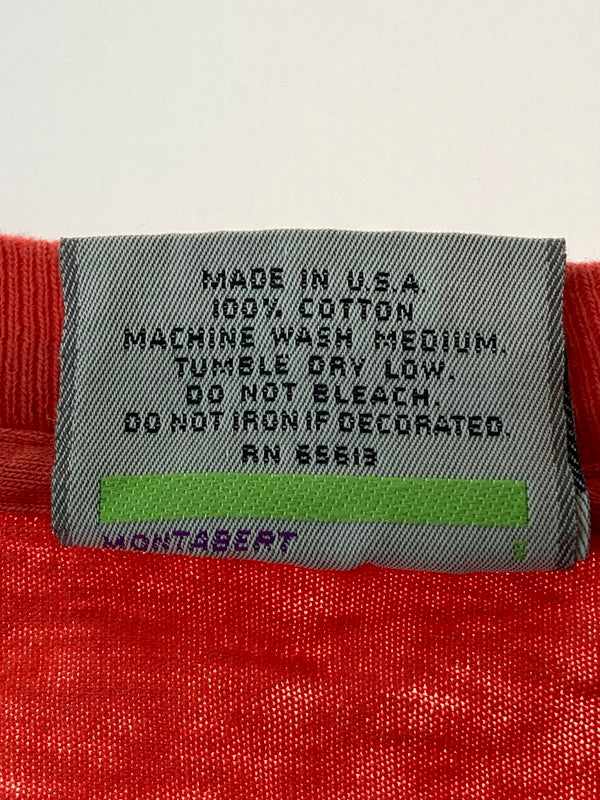 MADE IN U.S.A.
100% COTTON
MACHINE WASH MEDIUM.
TUMBLE DRY LOW.
DO NOT BLEACH.
DO NOT IRON IF DECORATED.
RN 65613
MONTABERT